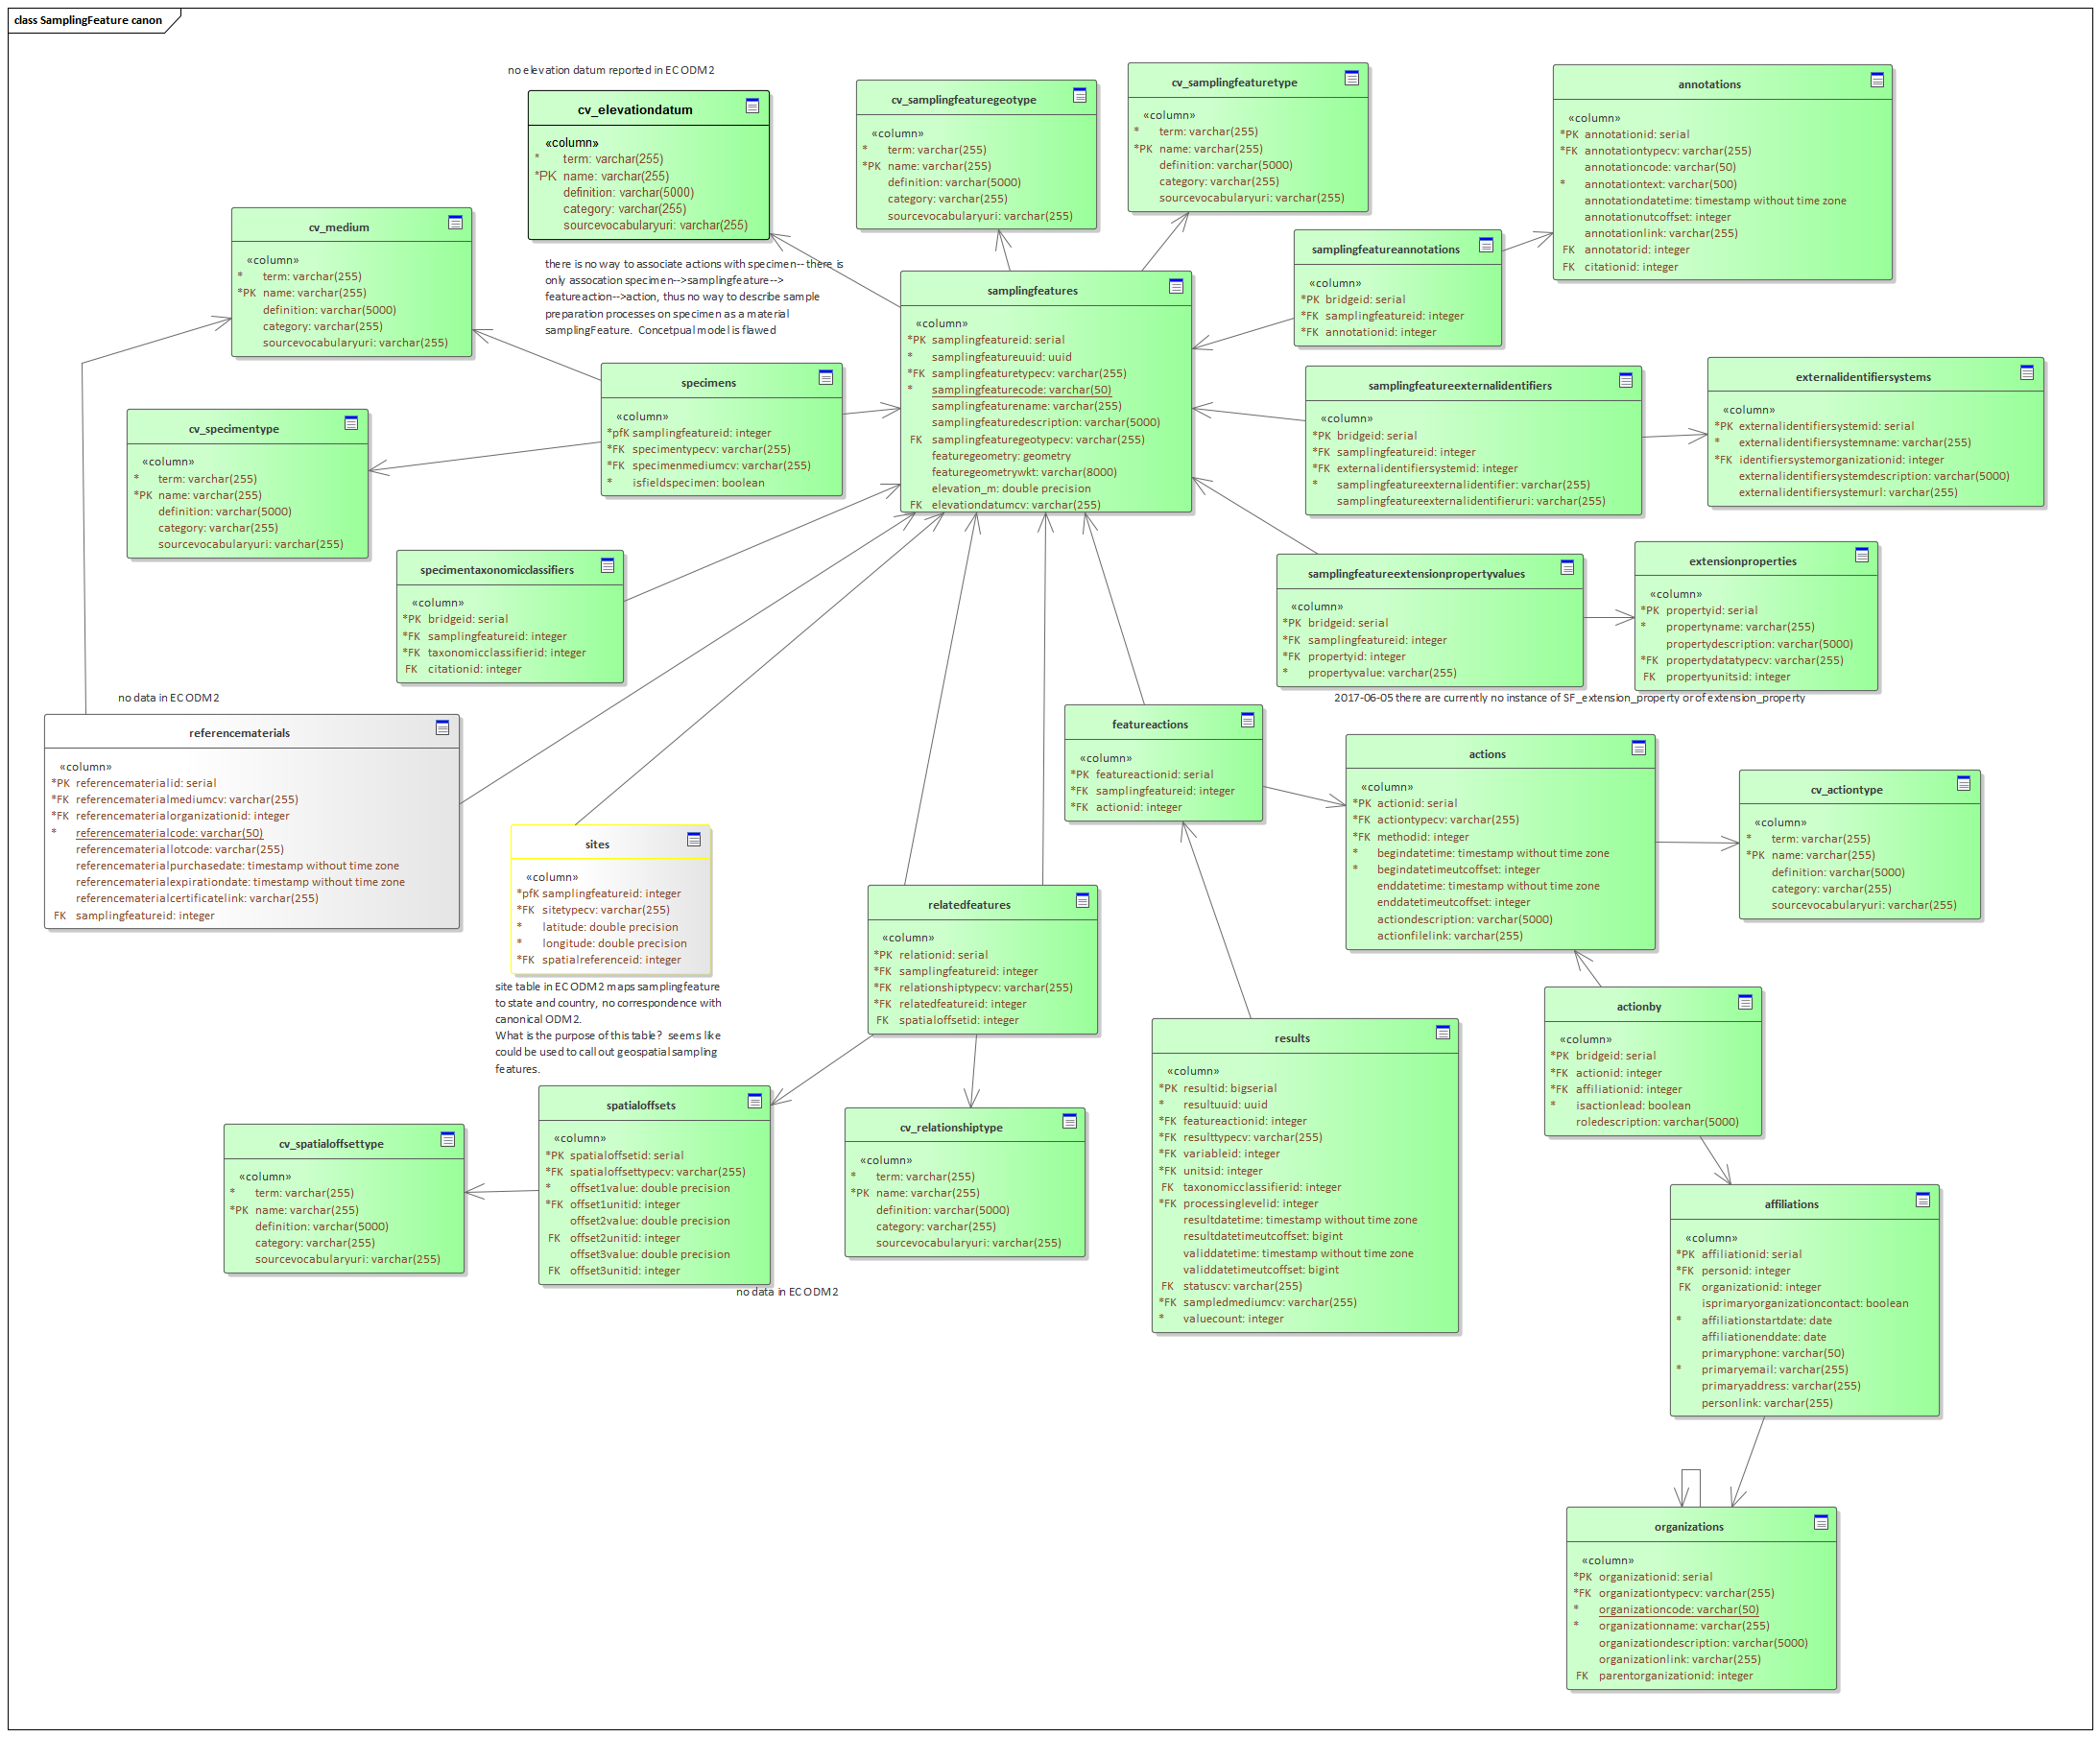 class SamplingFeature canon
no elevation datum reported in ECODM2
cv_elevationdatum
«column»
* term: varchar(255)
*PK name: varchar(255)
definition: varchar(5000)
category: varchar(255)
sourcevocabularyuri: varchar(255)
cv_samplingfeaturegeotype
«column»
* term: varchar(255)
*PK name: varchar(255)
definition: varchar(5000)
category: varchar(255)
sourcevocabularyuri: varchar(255)
cv_samplingfeaturetype
«column»
* term: varchar(255)
*PK name: varchar(255)
definition: varchar(5000)
category: varchar(255)
sourcevocabularyuri: varchar(255)
annotations
«column»
*PK annotationid: serial
*FK annotationtypecv: varchar(255)
annotationcode: varchar(50)
* annotationtext: varchar(500)
annotationdatetime: timestamp without time zone
annotationutcoffset: integer
annotationlink: varchar(255)
FK annotatorid: integer
FK citationid: integer
cv_medium
«column»
* term: varchar(255)
*PK name: varchar(255)
definition: varchar(5000)
category: varchar(255)
sourcevocabularyuri: varchar(255)
there is no way to associate actions with specimen--there is
only assocation specimen-->samplingfeature-->
featureaction-->action, thus no way to describe sample
preparation processes on specimen as a material
samplingFeature.  Concetpual model is flawed
samplingfeatures
«column»
*PK samplingfeatureid: serial
* samplingfeatureuuid: uuid
*FK samplingfeaturetypecv: varchar(255)
* samplingfeaturecode: varchar(50)
samplingfeaturename: varchar(255)
samplingfeaturedescription: varchar(5000)
FK samplingfeaturegeotypecv: varchar(255)
featuregeometry: geometry
featuregeometrywkt: varchar(8000)
elevation_m: double precision
FK elevationdatumcv: varchar(255)
samplingfeatureannotations
«column»
*PK bridgeid: serial
*FK samplingfeatureid: integer
*FK annotationid: integer
specimens
«column»
*pfK samplingfeatureid: integer
*FK specimentypecv: varchar(255)
*FK specimenmediumcv: varchar(255)
* isfieldspecimen: boolean
samplingfeatureexternalidentifiers
«column»
*PK bridgeid: serial
*FK samplingfeatureid: integer
*FK externalidentifiersystemid: integer
* samplingfeatureexternalidentifier: varchar(255)
samplingfeatureexternalidentifieruri: varchar(255)
externalidentifiersystems
«column»
*PK externalidentifiersystemid: serial
* externalidentifiersystemname: varchar(255)
*FK identifiersystemorganizationid: integer
externalidentifiersystemdescription: varchar(5000)
externalidentifiersystemurl: varchar(255)
cv_specimentype
«column»
* term: varchar(255)
*PK name: varchar(255)
definition: varchar(5000)
category: varchar(255)
sourcevocabularyuri: varchar(255)
specimentaxonomicclassifiers
«column»
*PK bridgeid: serial
*FK samplingfeatureid: integer
*FK taxonomicclassifierid: integer
FK citationid: integer
samplingfeatureextensionpropertyvalues
«column»
*PK bridgeid: serial
*FK samplingfeatureid: integer
*FK propertyid: integer
* propertyvalue: varchar(255)
extensionproperties
«column»
*PK propertyid: serial
* propertyname: varchar(255)
propertydescription: varchar(5000)
*FK propertydatatypecv: varchar(255)
FK propertyunitsid: integer
2017-06-05 there are currently no instance of SF_extension_property or of extension_property
no data in ECODM2
referencematerials
«column»
*PK referencematerialid: serial
*FK referencematerialmediumcv: varchar(255)
*FK referencematerialorganizationid: integer
* referencematerialcode: varchar(50)
referencemateriallotcode: varchar(255)
referencematerialpurchasedate: timestamp without time zone
referencematerialexpirationdate: timestamp without time zone
referencematerialcertificatelink: varchar(255)
FK samplingfeatureid: integer
featureactions
«column»
*PK featureactionid: serial
*FK samplingfeatureid: integer
*FK actionid: integer
actions
«column»
*PK actionid: serial
*FK actiontypecv: varchar(255)
*FK methodid: integer
* begindatetime: timestamp without time zone
* begindatetimeutcoffset: integer
enddatetime: timestamp without time zone
enddatetimeutcoffset: integer
actiondescription: varchar(5000)
actionfilelink: varchar(255)
cv_actiontype
«column»
* term: varchar(255)
*PK name: varchar(255)
definition: varchar(5000)
category: varchar(255)
sourcevocabularyuri: varchar(255)
sites
«column»
*pfK samplingfeatureid: integer
*FK sitetypecv: varchar(255)
* latitude: double precision
* longitude: double precision
*FK spatialreferenceid: integer
site table in ECODM2 maps samplingfeature
to state and country, no correspondence with
canonical ODM2.
What is the purpose of this table?  seems like
could be used to call out geospatial sampling
features.
relatedfeatures
«column»
*PK relationid: serial
*FK samplingfeatureid: integer
*FK relationshiptypecv: varchar(255)
*FK relatedfeatureid: integer
FK spatialoffsetid: integer
actionby
«column»
*PK bridgeid: serial
*FK actionid: integer
*FK affiliationid: integer
* isactionlead: boolean
roledescription: varchar(5000)
results
«column»
*PK resultid: bigserial
* resultuuid: uuid
*FK featureactionid: integer
*FK resulttypecv: varchar(255)
*FK variableid: integer
*FK unitsid: integer
FK taxonomicclassifierid: integer
*FK processinglevelid: integer
resultdatetime: timestamp without time zone
resultdatetimeutcoffset: bigint
validdatetime: timestamp without time zone
validdatetimeutcoffset: bigint
FK statuscv: varchar(255)
*FK sampledmediumcv: varchar(255)
* valuecount: integer
spatialoffsets
«column»
*PK spatialoffsetid: serial
*FK spatialoffsettypecv: varchar(255)
* offset1value: double precision
*FK offset1unitid: integer
offset2value: double precision
FK offset2unitid: integer
offset3value: double precision
FK offset3unitid: integer
no data in ECODM2
cv_spatialoffsettype
«column»
* term: varchar(255)
*PK name: varchar(255)
definition: varchar(5000)
category: varchar(255)
sourcevocabularyuri: varchar(255)
cv_relationshiptype
«column»
* term: varchar(255)
*PK name: varchar(255)
definition: varchar(5000)
category: varchar(255)
sourcevocabularyuri: varchar(255)
affiliations
«column»
*PK affiliationid: serial
*FK personid: integer
FK organizationid: integer
isprimaryorganizationcontact: boolean
* affiliationstartdate: date
affiliationenddate: date
primaryphone: varchar(50)
* primaryemail: varchar(255)
primaryaddress: varchar(255)
personlink: varchar(255)
organizations
«column»
*PK organizationid: serial
*FK organizationtypecv: varchar(255)
* organizationcode: varchar(50)
* organizationname: varchar(255)
organizationdescription: varchar(5000)
organizationlink: varchar(255)
FK parentorganizationid: integer